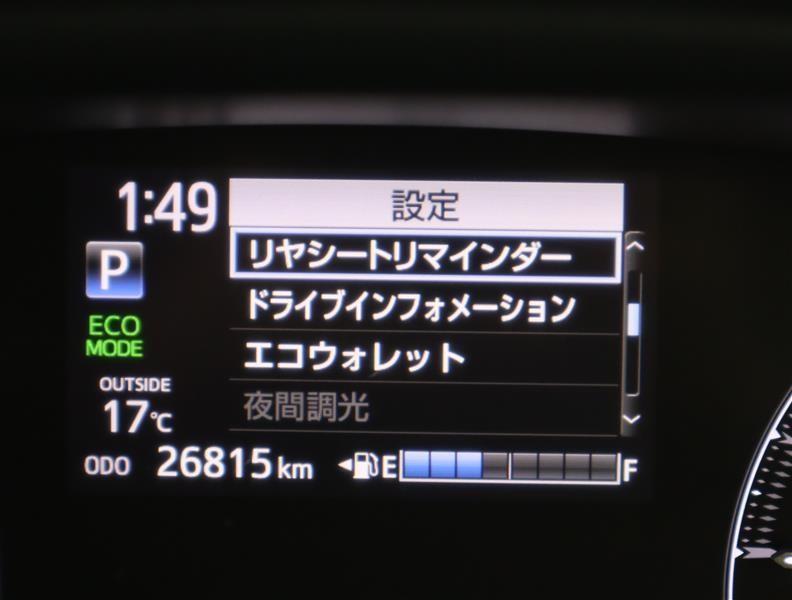 1:49
設定
P
リヤシートリマインダー
ドライブインフォメーション
ECO
MODE
エコウォレット
OUTSIDE
17℃
夜間調光
ODO 26815km E F